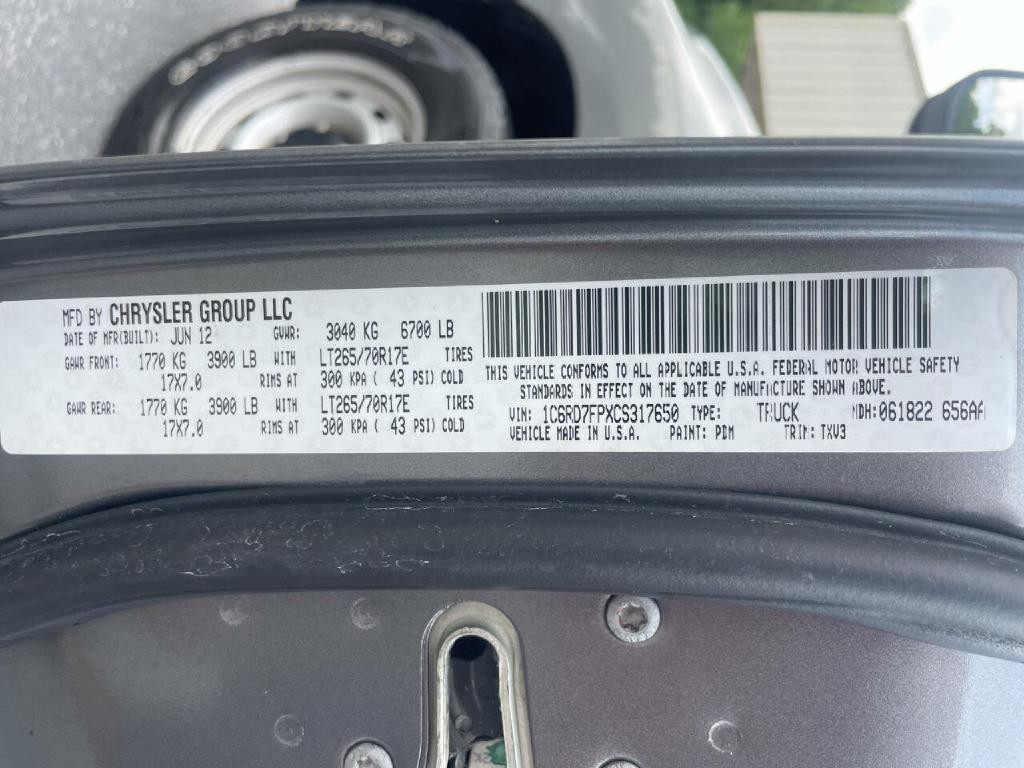 GOODYEAR
MFD BY CHRYSLER GROUP LLC
DATE OF MFR(BUILT): JUN 12 GVWR: 3040 KG 6700 LB
GAWR FRONT: 1770 KG 3900 LB WITH LT265/70R17E TIRES
17X7.0 RIMS AT 300 KPA ( 43 PSI) COLD
GAWR REAR: 1770 KG 3900 LB WITH LT265/70R17E TIRES
17X7.0 RIMS AT 300 KPA ( 43 PSI) COLD
THIS VEHICLE CONFORMS TO ALL APPLICABLE U.S.A. FEDERAL MOTOR VEHICLE SAFETY
STANDARDS IN EFFECT ON THE DATE OF MANUFACTURE SHOWN ABOVE.
VIN: 1C6RD7FPXCS317650 TYPE: TRUCK MDH: 061822 656AA
VEHICLE MADE IN U.S.A. PAINT: PDM TRIM: TXV3